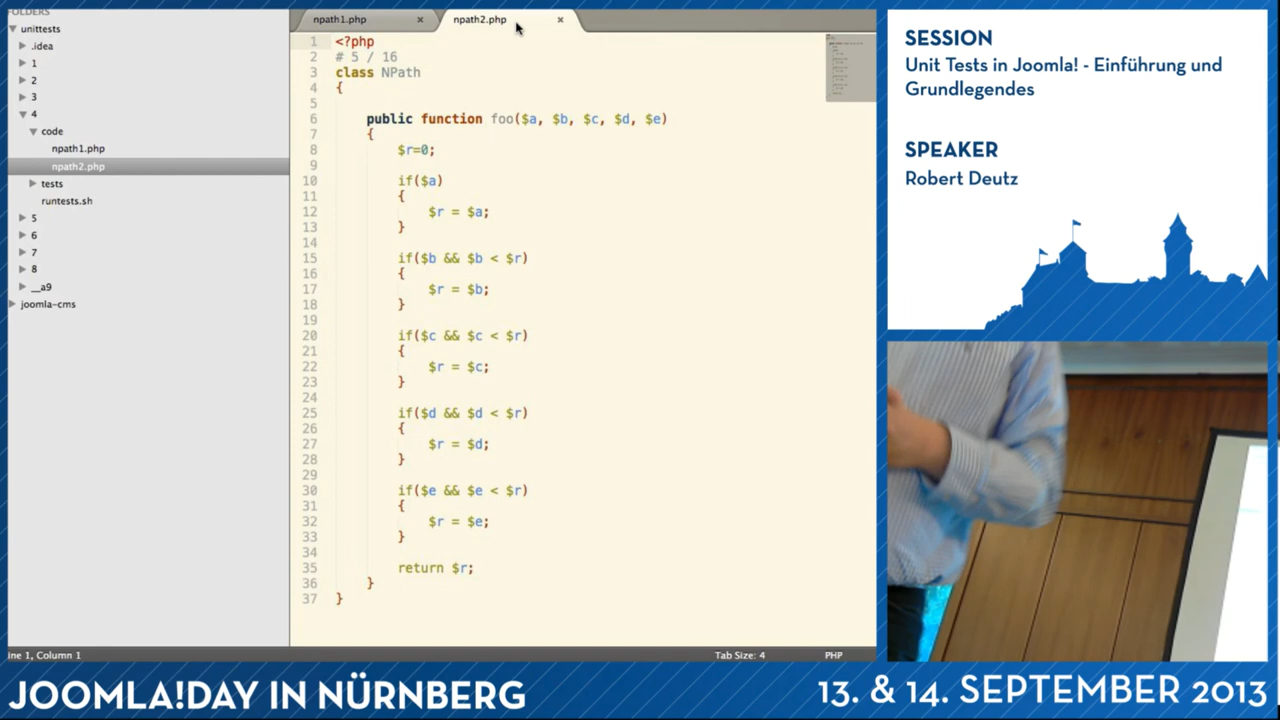 FOLDERS
unittests
.idea
1
2
3
4
code
npath1.php
npath2.php
tests
runtests.sh
5
6
7
8
__a9
joomla-cms
npath1.php ×
npath2.php ×
1 <?php
2 # 5 / 16
3 class NPath
4 {
5
6 public function foo($a, $b, $c, $d, $e)
7 {
8 $r=0;
9
10 if($a)
11 {
12 $r = $a;
13 }
14
15 if($b && $b < $r)
16 {
17 $r = $b;
18 }
19
20 if($c && $c < $r)
21 {
22 $r = $c;
23 }
24
25 if($d && $d < $r)
26 {
27 $r = $d;
28 }
29
30 if($e && $e < $r)
31 {
32 $r = $e;
33 }
34
35 return $r;
36 }
37 }
ine 1, Column 1
Tab Size: 4
PHP
SESSION
Unit Tests in Joomla! - Einführung und
Grundlegendes
SPEAKER
Robert Deutz
JOOMLA!DAY IN NÜRNBERG
13. & 14. SEPTEMBER 2013